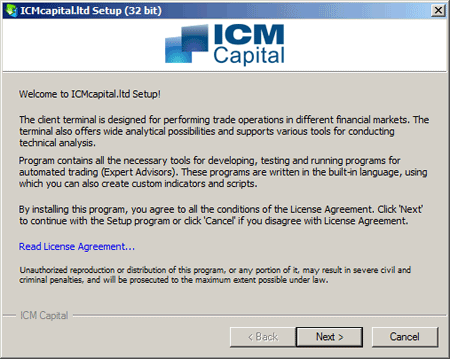 ICMcapital.ltd Setup (32 bit)
ICM
Capital
Welcome to ICMcapital.ltd Setup!
The client terminal is designed for performing trade operations in different financial markets. The
terminal also offers wide analytical possibilities and supports various tools for conducting
technical analysis.
Program contains all the necessary tools for developing, testing and running programs for
automated trading (Expert Advisors). These programs are written in the built-in language, using
which you can also create custom indicators and scripts.
By installing this program, you agree to all the conditions of the License Agreement. Click 'Next'
to continue with the Setup program or click 'Cancel' if you disagree with License Agreement.
Read License Agreement...
Unauthorized reproduction or distribution of this program, or any portion of it, may result in severe civil and
criminal penalties, and will be prosecuted to the maximum extent possible under law.
ICM Capital
< Back Next > Cancel